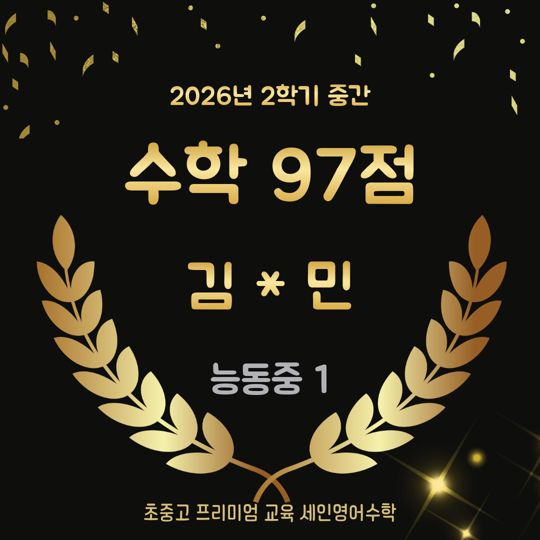 2026년 2학기 중간
수학 97점
김 * 민
능동중 1
초중고 프리미엄 교육 세인영어수학